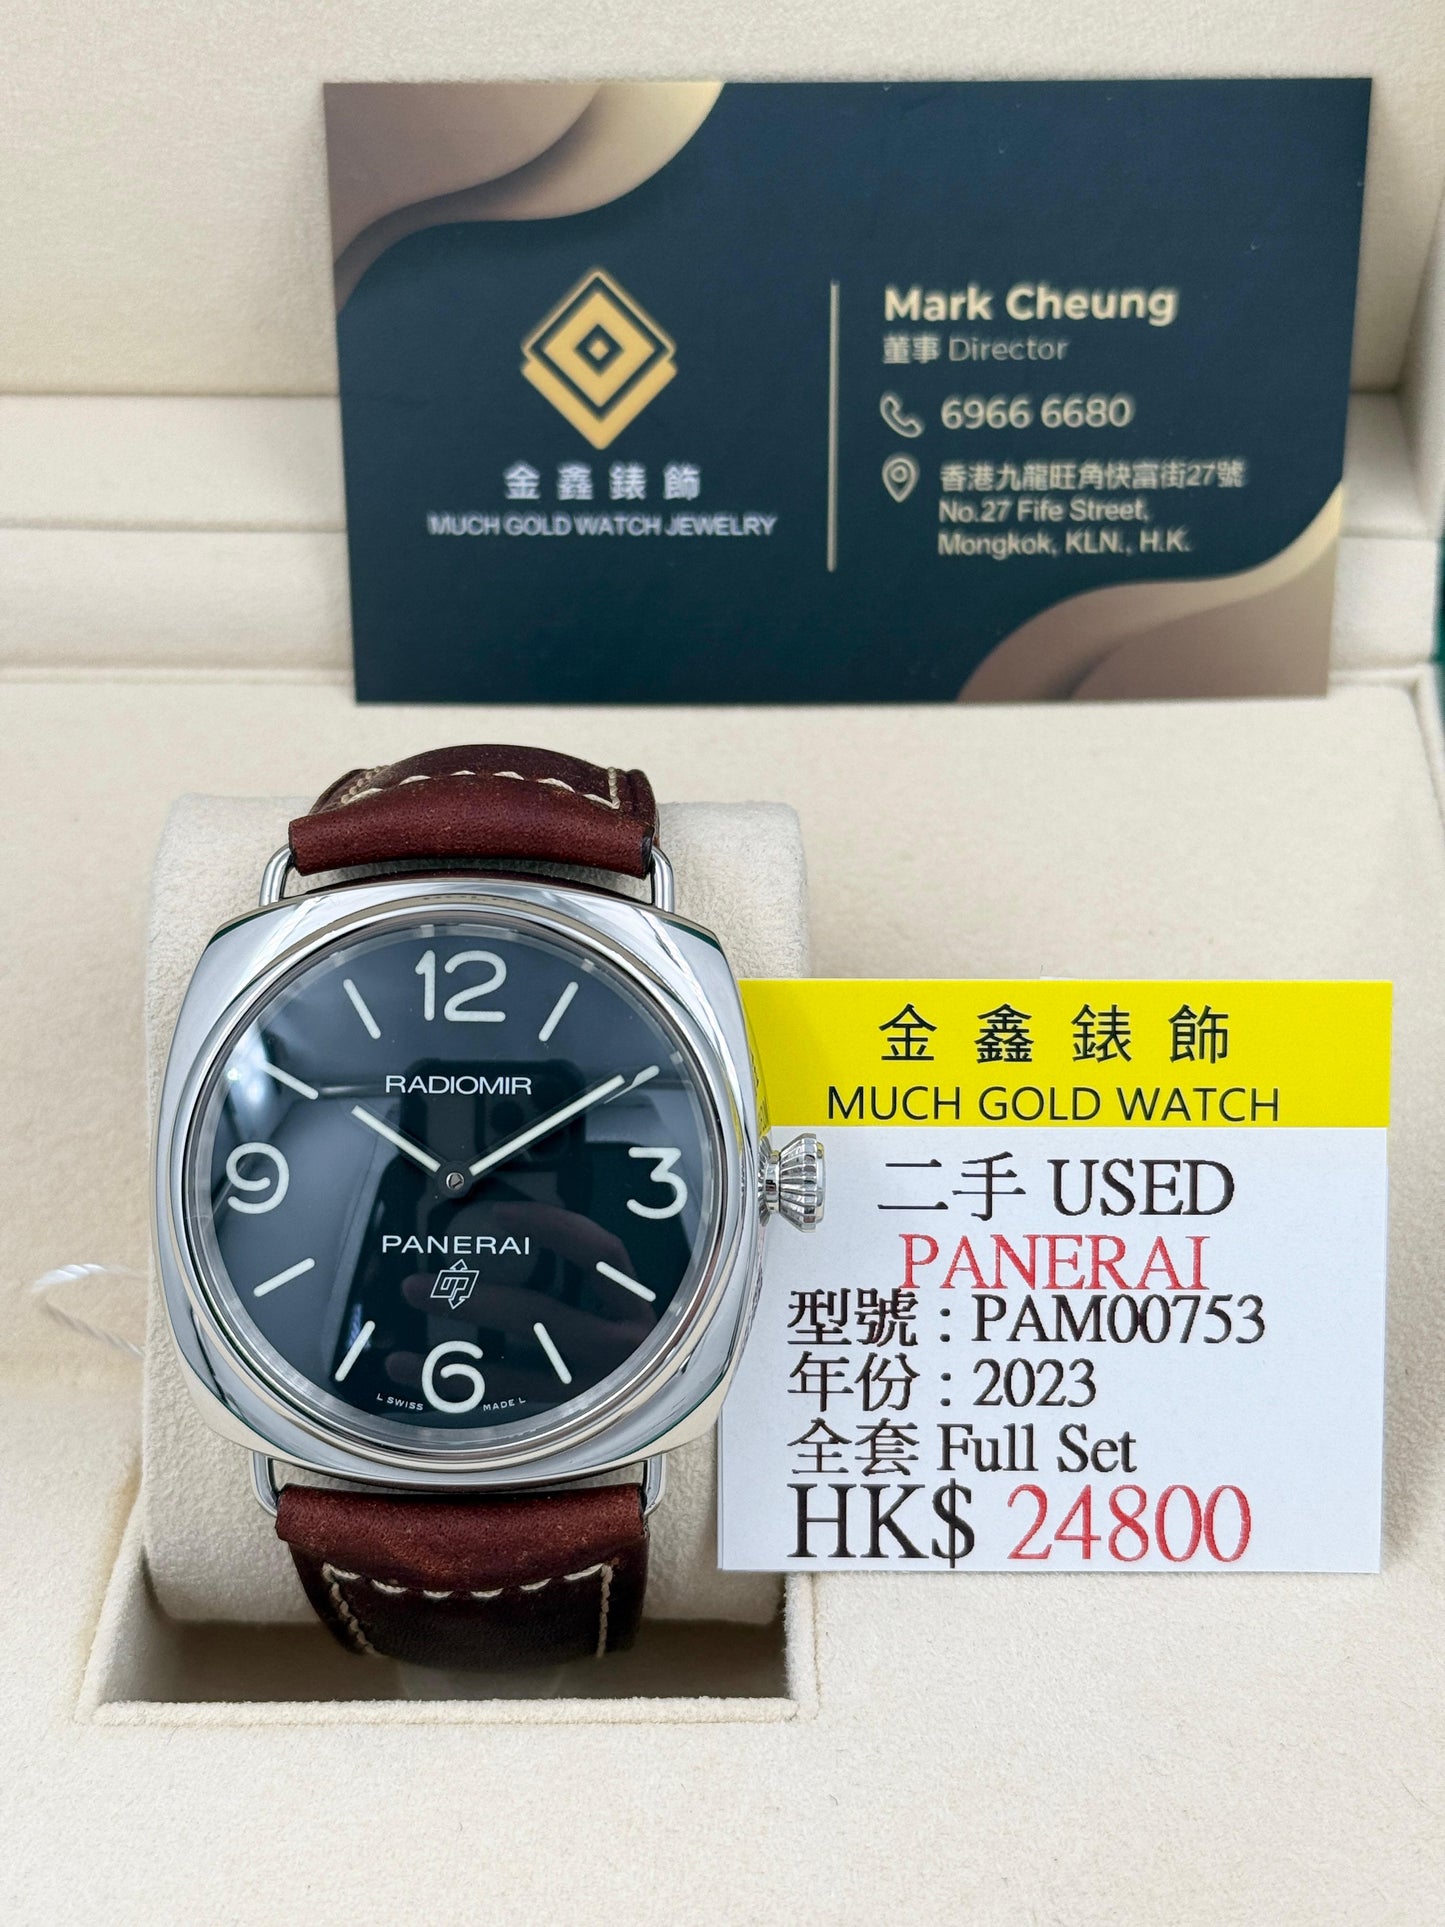 Mark Cheung
董事 Director
6966 6680
香港九龍旺角快富街27號
No.27 Fife Street,
Mongkok, KLN., H.K.
金鑫錶飾
MUCH GOLD WATCH JEWELRY
12
RADIOMIR
9
3
PANERAI
OP
6
L SWISS MADE L
金鑫錶飾
MUCH GOLD WATCH
二手 USED
PANERAI
型號 : PAM00753
年份 : 2023
全套 Full Set
HK$ 24800